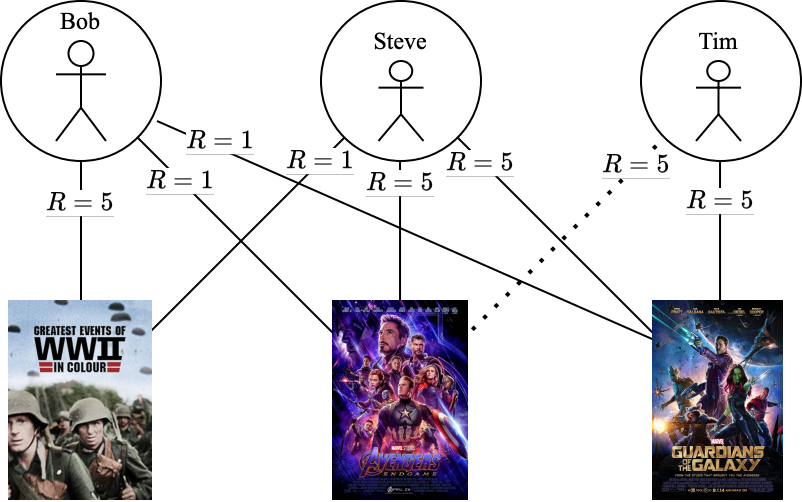 Bob
Steve
Tim
R = 1
R = 1
R = 5
R = 5
R = 1
R = 5
R = 5
R = 5
GREATEST EVENTS OF
WWII
IN COLOUR
AVENGERS
ENDGAME
MARVEL
GUARDIANS
OF THE GALAXY